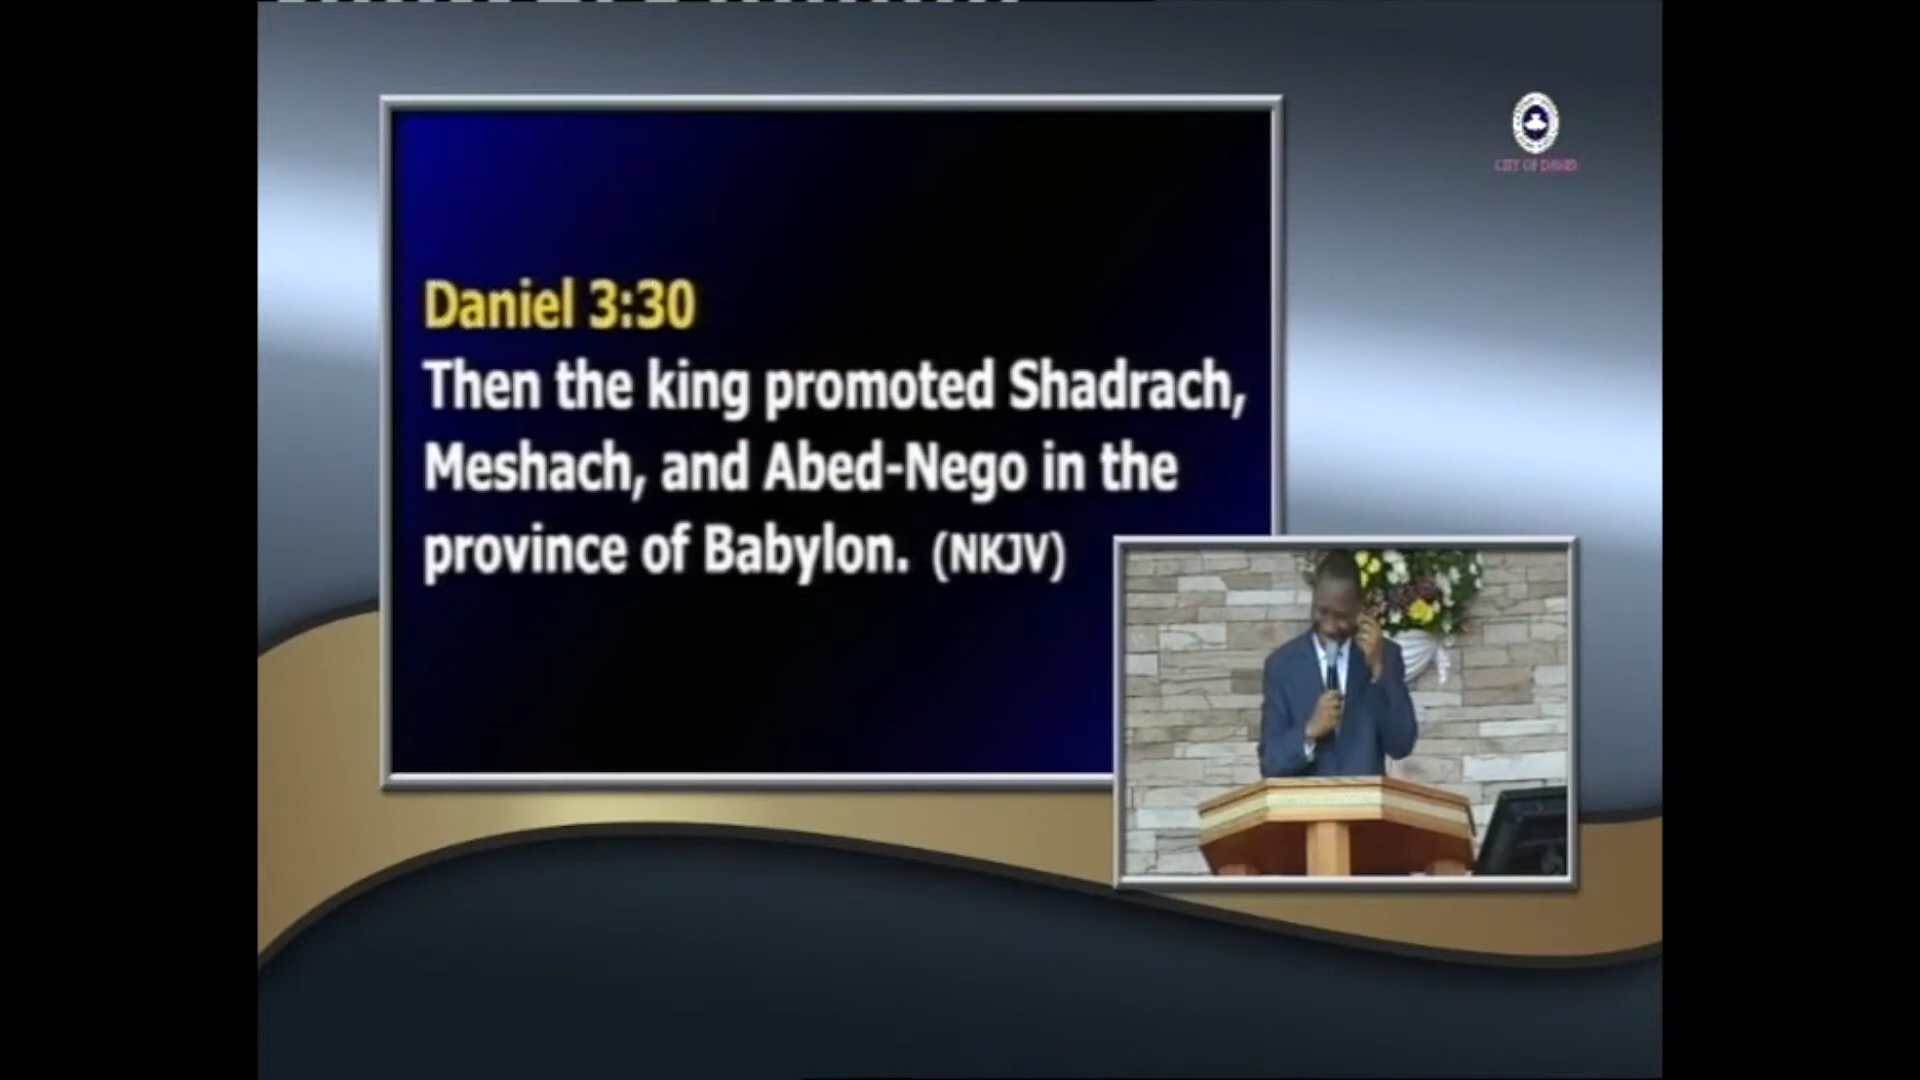 CITY OF DAVID
Daniel 3:30
Then the king promoted Shadrach,
Meshach, and Abed-Nego in the
province of Babylon. (NKJV)